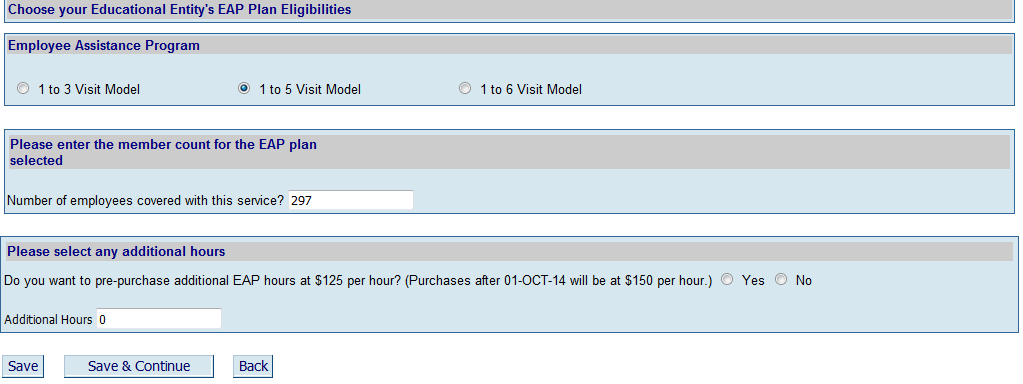 Choose your Educational Entity's EAP Plan Eligibilities
Employee Assistance Program
1 to 3 Visit Model 1 to 5 Visit Model 1 to 6 Visit Model
Please enter the member count for the EAP plan
selected
Number of employees covered with this service? 297
Please select any additional hours
Do you want to pre-purchase additional EAP hours at $125 per hour? (Purchases after 01-OCT-14 will be at $150 per hour.) Yes No
Additional Hours 0
Save Save & Continue Back